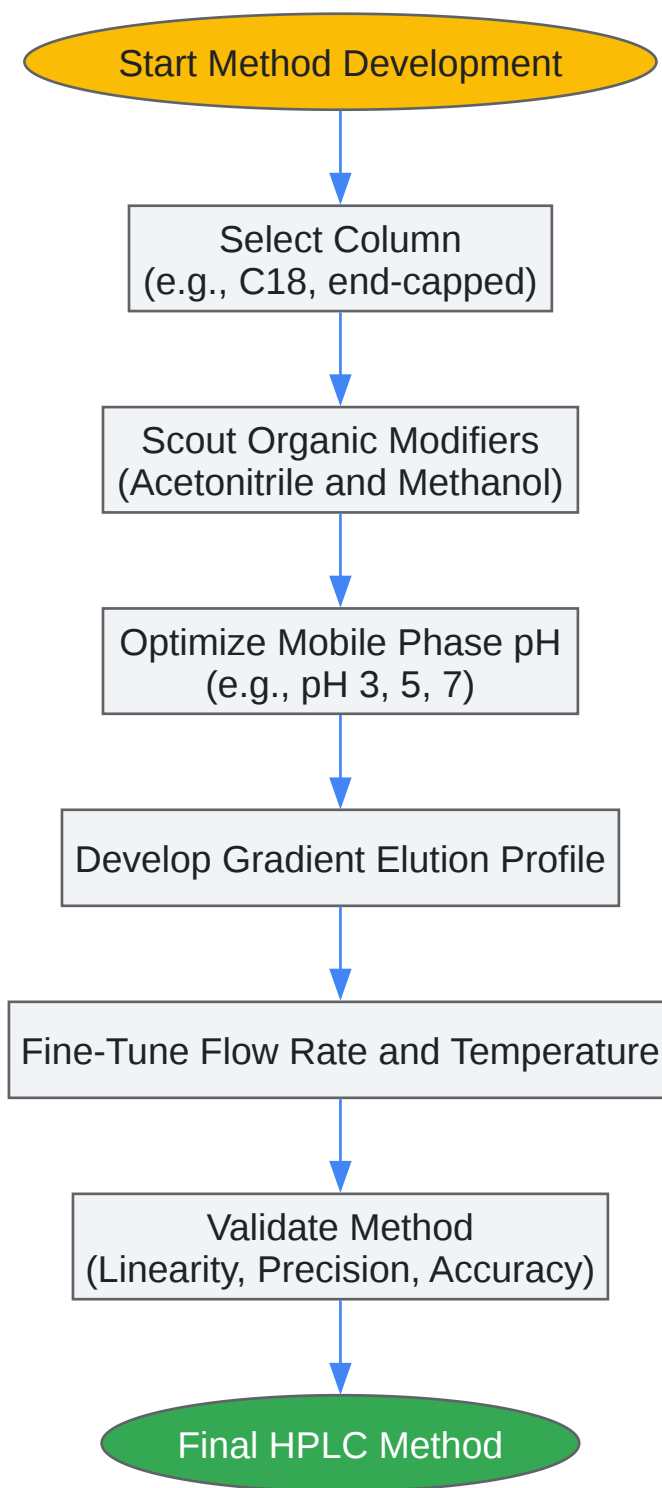 Start Method Development
Select Column
(e.g., C18, end-capped)
Scout Organic Modifiers
(Acetonitrile and Methanol)
Optimize Mobile Phase pH
(e.g., pH 3, 5, 7)
Develop Gradient Elution Profile
Fine-Tune Flow Rate and Temperature
Validate Method
(Linearity, Precision, Accuracy)
Final HPLC Method